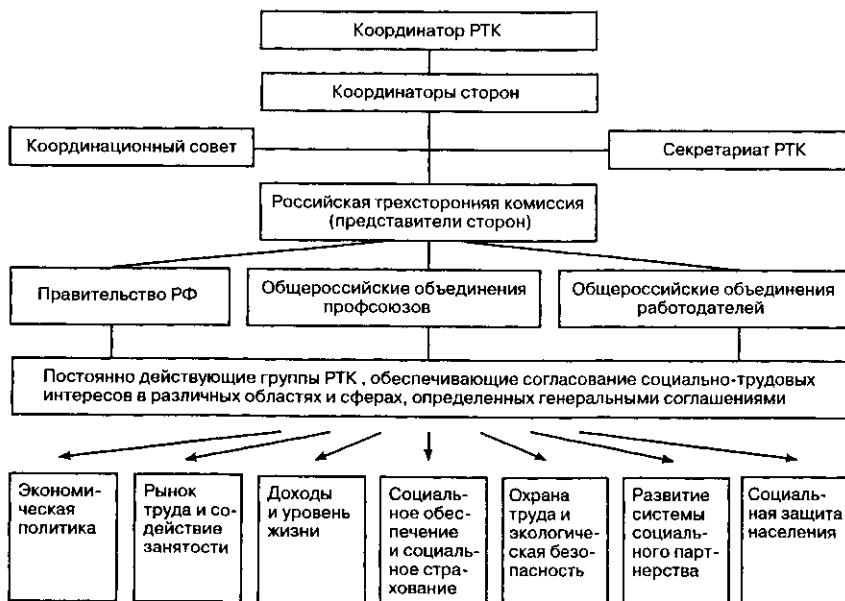 Координатор РТК
Координаторы сторон
Координационный совет
Секретариат РТК
Российская трехсторонняя комиссия
(представители сторон)
Правительство РФ
Общероссийские объединения
профсоюзов
Общероссийские объединения
работодателей
Постоянно действующие группы РТК , обеспечивающие согласование социально-трудовых
интересов в различных областях и сферах, определенных генеральными соглашениями
Экономи-
ческая
политика
Рынок
труда и со-
действие
занятости
Доходы
и уровень
жизни
Социаль-
ное обес-
печение
и социаль-
ное стра-
хование
Охрана
труда и
экологиче-
ская безо-
пасность
Развитие
системы
социаль-
ного парт-
нерства
Социаль-
ная защита
населения